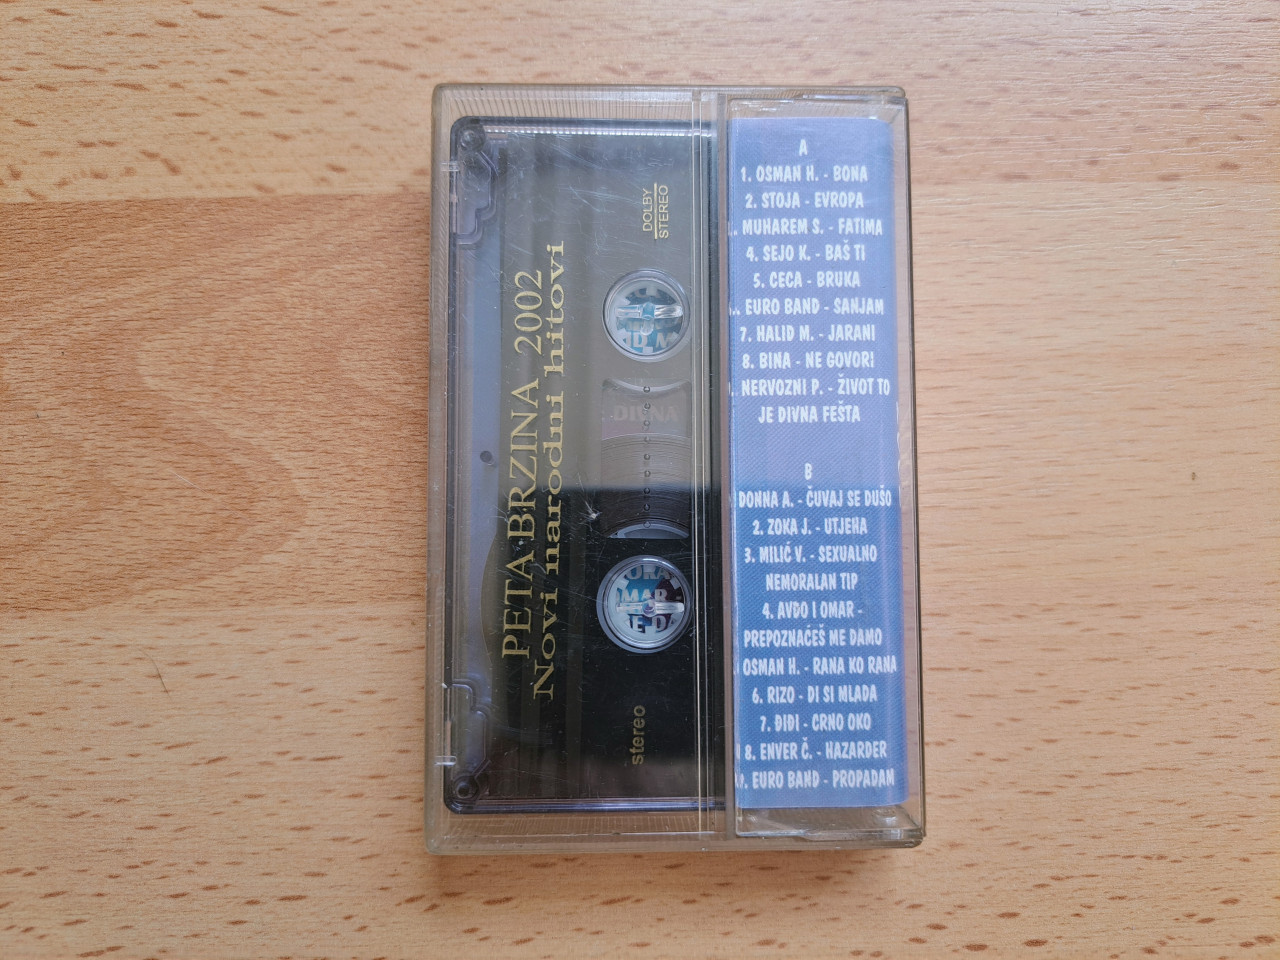 PETA BRZINA 2002
Novi narodni hitovi
DOLBY
STEREO
stereo
DIVNA
A
1. OSMAN H. - BONA
2. STOJA - EVROPA
. MUHAREM S. - FATIMA
4. SEJO K. - BAŠ TI
5. CECA - BRUKA
. EURO BAND - SANJAM
7. HALID M. - JARANI
8. BINA - NE GOVORI
. NERVOZNI P. - ŽIVOT TO
JE DIVNA FEŠTA
B
DONNA A. - ČUVAJ SE DUŠO
2. ZOKA J. - UTJEHA
3. MILIĆ V. - SEXUALNO
NEMORALAN TIP
4. AVDO I OMAR -
PREPOZNAĆEŠ ME DAMO
OSMAN H. - RANA KO RANA
6. RIZO - DI SI MLADA
7. ĐIĐI - CRNO OKO
8. ENVER Č. - HAZARDER
. EURO BAND - PROPADAM